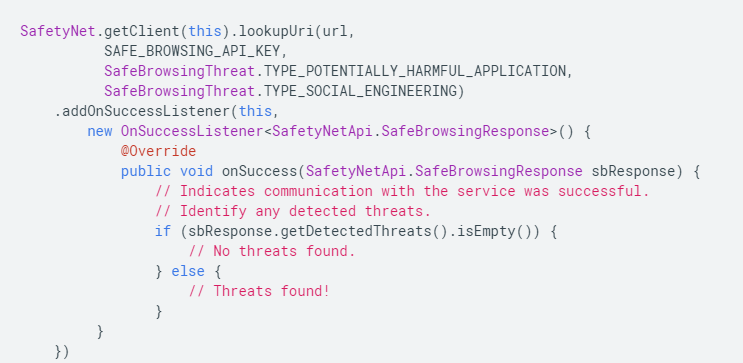 SafetyNet.getClient(this).lookupUri(url,
SAFE_BROWSING_API_KEY,
SafeBrowsingThreat.TYPE_POTENTIALLY_HARMFUL_APPLICATION,
SafeBrowsingThreat.TYPE_SOCIAL_ENGINEERING)
.addOnSuccessListener(this,
new OnSuccessListener<SafetyNetApi.SafeBrowsingResponse>() {
@Override
public void onSuccess(SafetyNetApi.SafeBrowsingResponse sbResponse) {
// Indicates communication with the service was successful.
// Identify any detected threats.
if (sbResponse.getDetectedThreats().isEmpty()) {
// No threats found.
} else {
// Threats found!
}
}
})